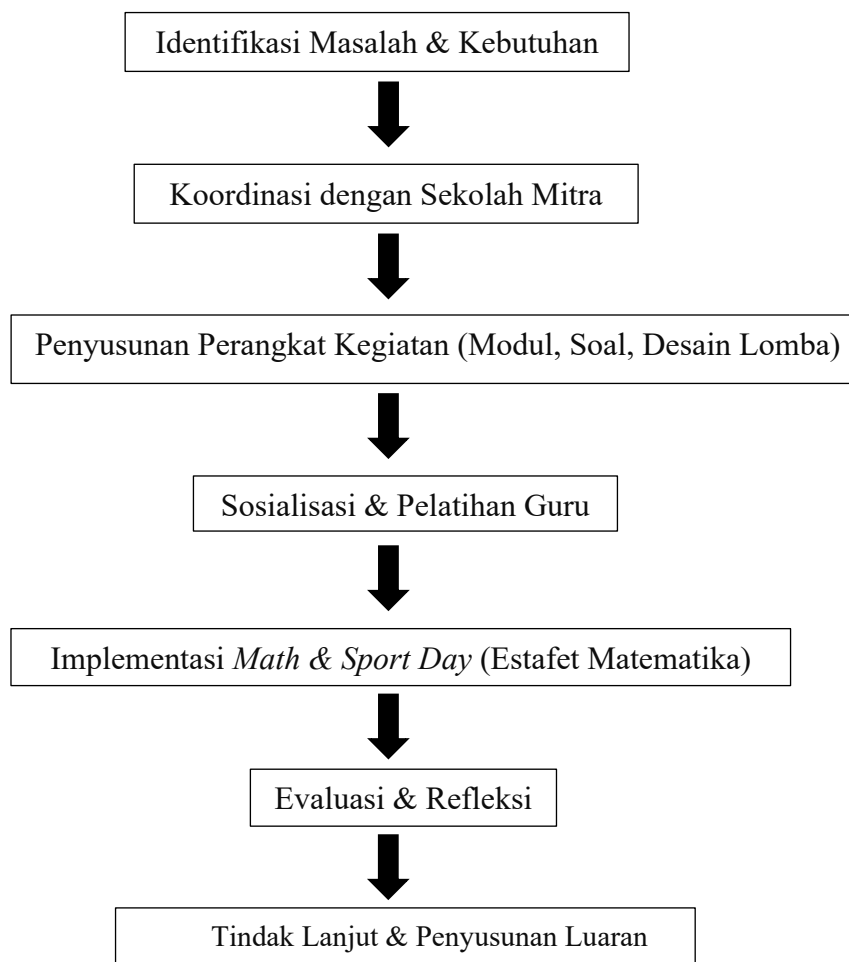 Identifikasi Masalah & Kebutuhan
Koordinasi dengan Sekolah Mitra
Penyusunan Perangkat Kegiatan (Modul, Soal, Desain Lomba)
Sosialisasi & Pelatihan Guru
Implementasi Math & Sport Day (Estafet Matematika)
Evaluasi & Refleksi
Tindak Lanjut & Penyusunan Luaran